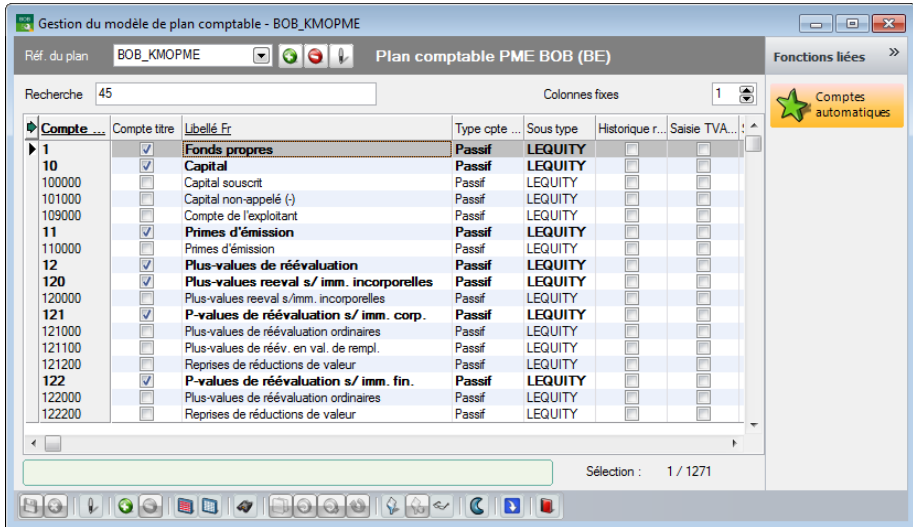 Gestion du modèle de plan comptable - BOB_KMOPME
Réf. du plan BOB_KMOPME Plan comptable PME BOB (BE)
Fonctions liées »
Recherche 45 Colonnes fixes 1
Comptes automatiques
Compte ... Compte titre Libellé Fr Type cpte ... Sous type Historique r... Saisie TVA...
1 Fonds propres Passif LEQUITY
10 Capital Passif LEQUITY
100000 Capital souscrit Passif LEQUITY
101000 Capital non-appelé (-) Passif LEQUITY
109000 Compte de l'exploitant Passif LEQUITY
11 Primes d'émission Passif LEQUITY
110000 Primes d'émission Passif LEQUITY
12 Plus-values de réévaluation Passif LEQUITY
120 Plus-values reeval s/ imm. incorporelles Passif LEQUITY
120000 Plus-values reeval s/imm. incorporelles Passif LEQUITY
121 P-values de réévaluation s/ imm. corp. Passif LEQUITY
121000 Plus-values de réévaluation ordinaires Passif LEQUITY
121100 Plus-values de réév. en val. de rempl. Passif LEQUITY
121200 Reprises de réductions de valeur Passif LEQUITY
122 P-values de réévaluation s/ imm. fin. Passif LEQUITY
122000 Plus-values de réévaluation ordinaires Passif LEQUITY
122200 Reprises de réductions de valeur Passif LEQUITY
Sélection : 1 / 1271